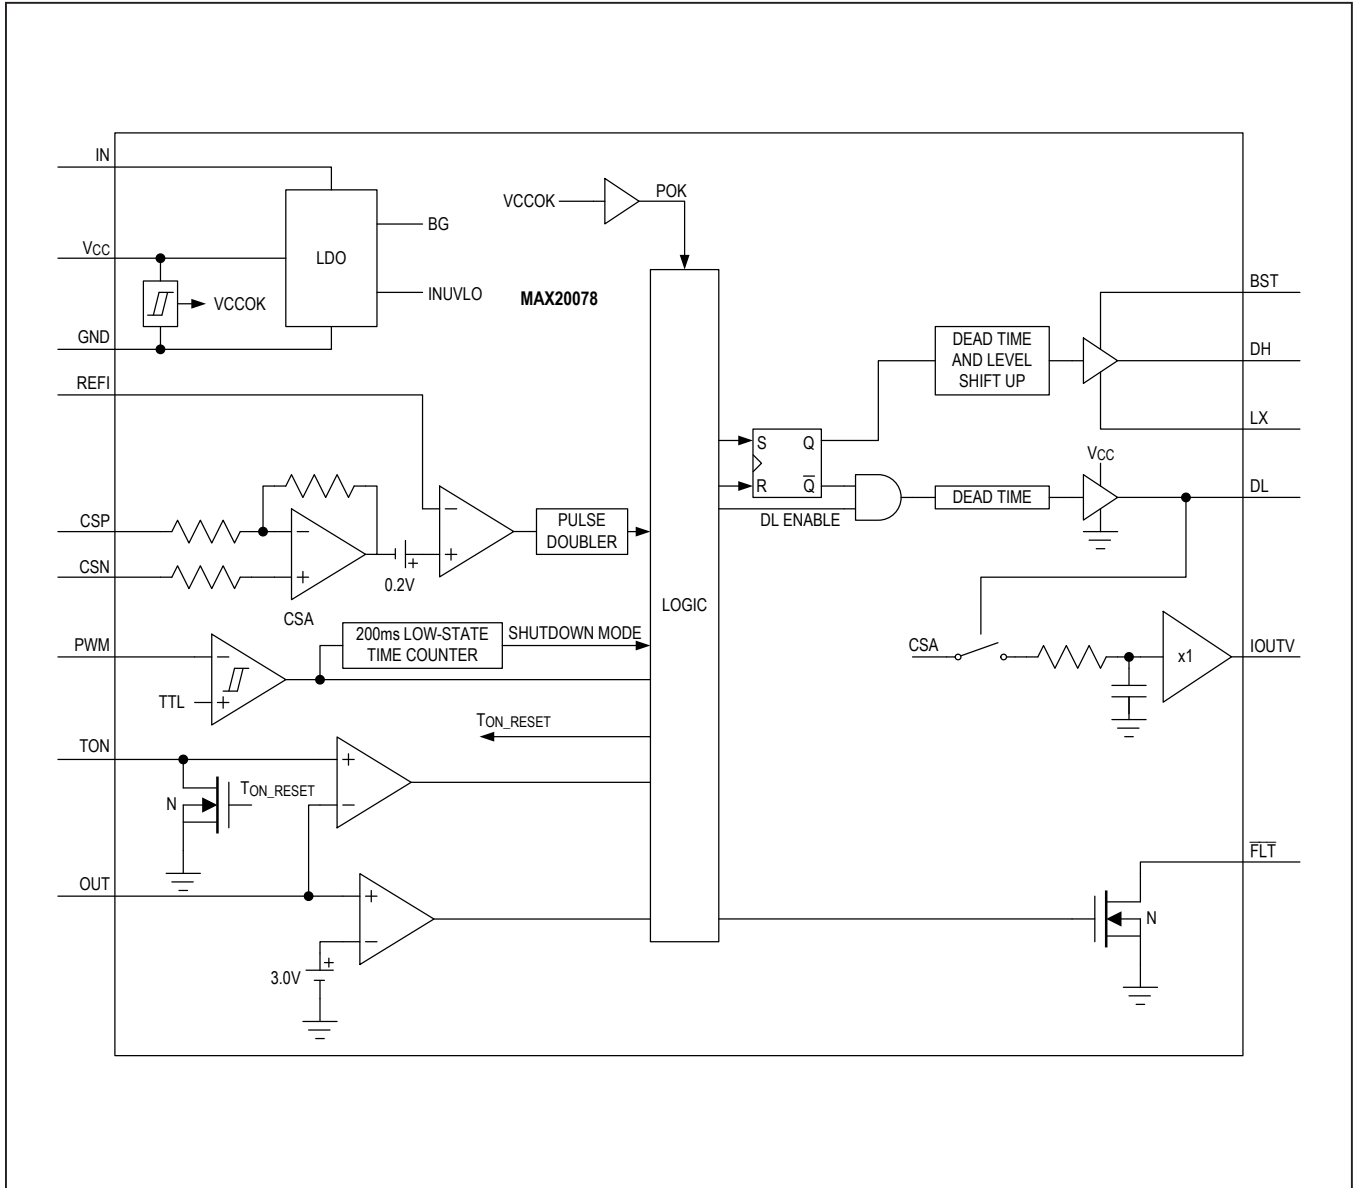 IN
VCC
GND
REFI
CSP
CSN
PWM
TON
OUT
LDO
BG
INUVLO
VCCOK
VCCOK
POK
MAX20078
−
+
CSA
+
0.2V
−
+
PULSE
DOUBLER
200ms LOW-STATE
TIME COUNTER
SHUTDOWN MODE
−
TTL
+
TON_RESET
+
−
N
TON_RESET
+
−
+
3.0V
LOGIC
S
Q
R
Q̅
DL ENABLE
DEAD TIME
AND LEVEL
SHIFT UP
DEAD TIME
VCC
CSA
x1
N
BST
DH
LX
DL
IOUTV
F̅L̅T̅